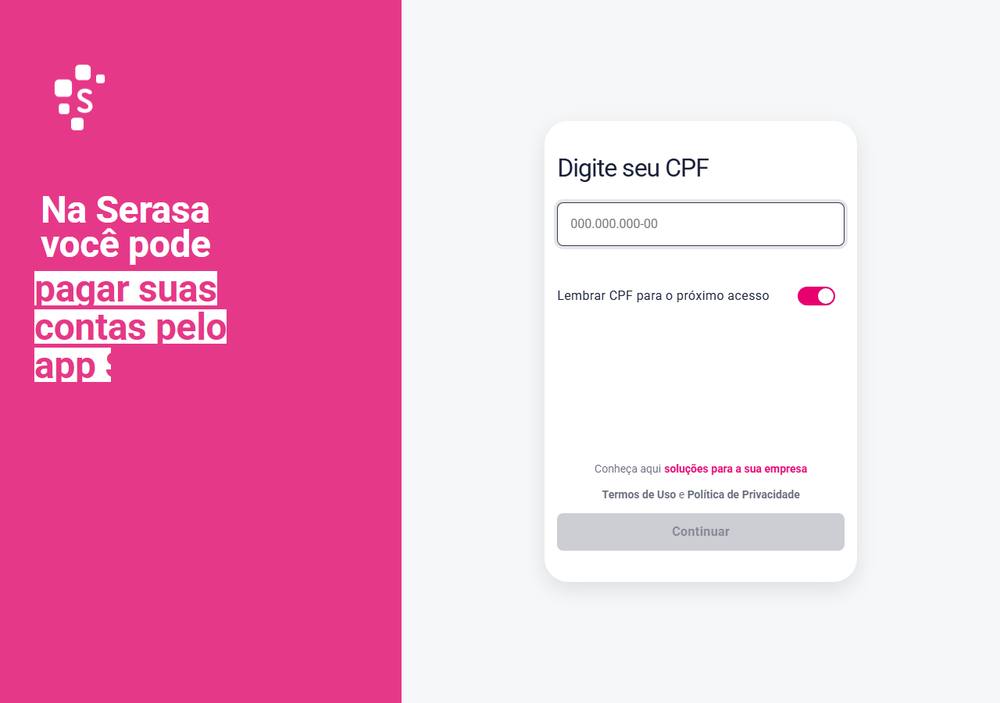 S
Na Serasa
você pode
pagar suas
contas pelo
app
Digite seu CPF
000.000.000-00
Lembrar CPF para o próximo acesso
Conheça aqui soluções para a sua empresa
Termos de Uso e Política de Privacidade
Continuar